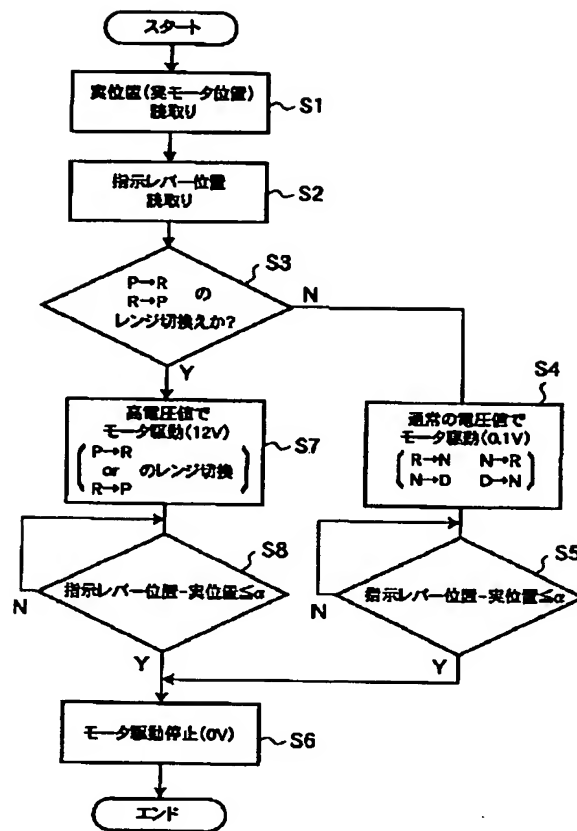 スタート
実位置(実モータ位置)
読取り
S1
指示レバー位置
読取り
S2
S3
P→R
R→P の
レンジ切換えか?
N
Y
S4
高電圧値で
モータ駆動(12V)
P→R
or のレンジ切換
R→P
S7
通常の電圧値で
モータ駆動(0.1V)
R→N N→R
N→D D→N
S8
指示レバー位置-実位置≦α
N
Y
S5
指示レバー位置-実位置≦α
N
Y
モータ駆動停止(0V)
S6
エンド